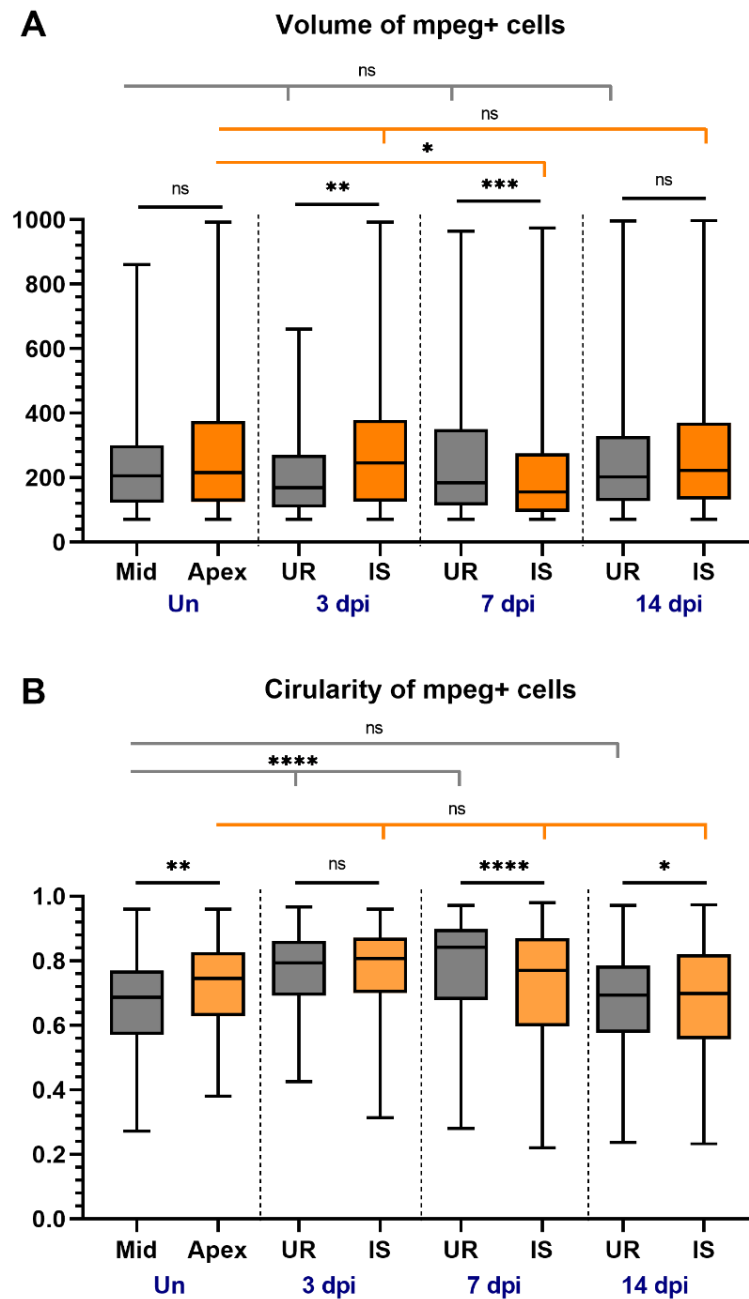 A
Volume of mpeg+ cells
ns
ns
*
ns
**
***
ns
1000
800
600
400
200
0
Mid Apex UR IS UR IS UR IS
Un 3 dpi 7 dpi 14 dpi
B
Cirularity of mpeg+ cells
ns
****
ns
**
ns
****
*
1.0
0.8
0.6
0.4
0.2
0.0
Mid Apex UR IS UR IS UR IS
Un 3 dpi 7 dpi 14 dpi